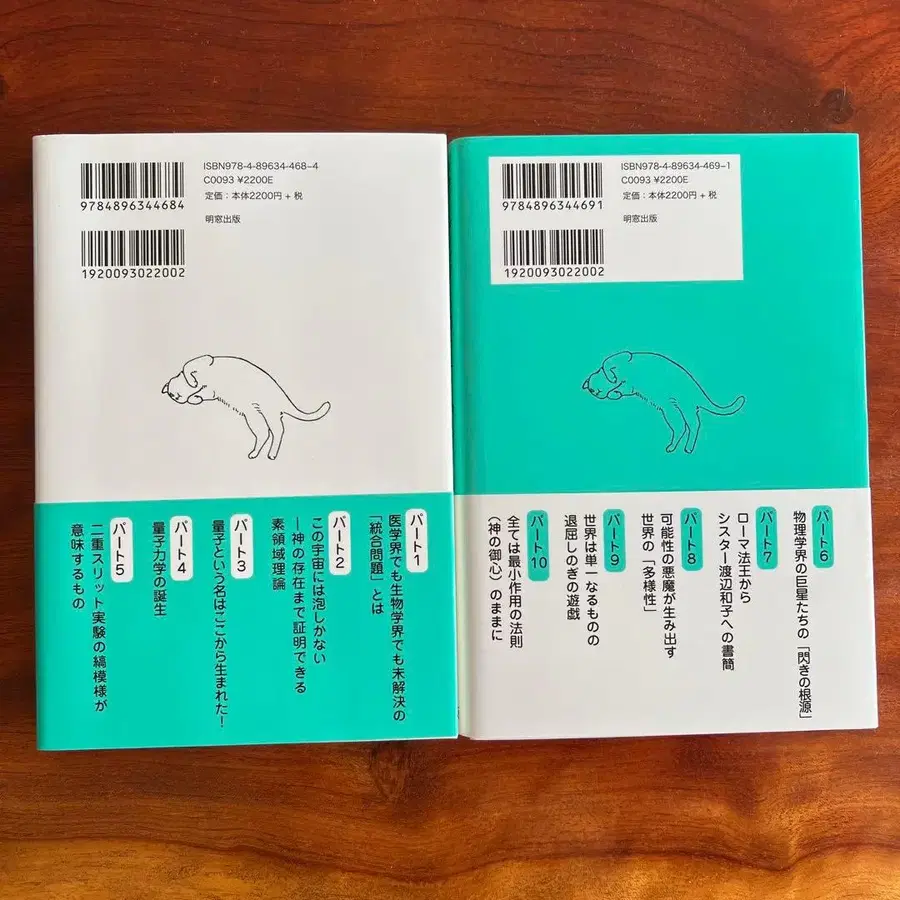 ISBN978-4-89634-468-4
C0093 ¥2200E
定価：本体2200円＋税
明窓出版
9784896344684
1920093022002
パート1
医学界でも生物学界でも未解決の
「統合問題」とは
パート2
この宇宙には泡しかない
―神の存在まで証明できる
素領域理論
パート3
量子という名はここから生まれた！
パート4
量子力学の誕生
パート5
二重スリット実験の縞模様が
意味するもの
ISBN978-4-89634-469-1
C0093 ¥2200E
定価：本体2200円＋税
明窓出版
9784896344691
1920093022002
パート6
物理学界の巨星たちの「閃きの根源」
パート7
ローマ法王から
シスター渡辺和子への書簡
パート8
可能性の悪魔が生み出す
世界の「多様性」
パート9
世界は単一なるものの
退屈しのぎの遊戯
パート10
全ては最小作用の法則
（神の御心）のままに